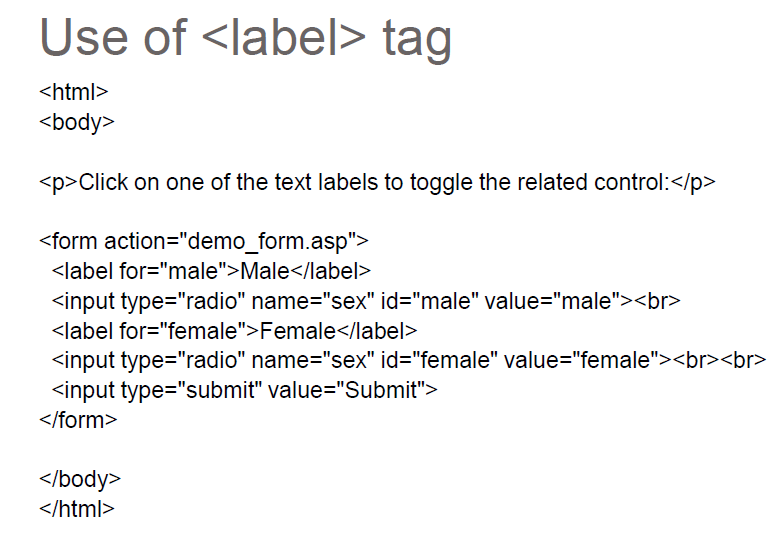 Use of <label> tag
<html>
<body>
<p>Click on one of the text labels to toggle the related control:</p>
<form action="demo_form.asp">
<label for="male">Male</label>
<input type="radio" name="sex" id="male" value="male"><br>
<label for="female">Female</label>
<input type="radio" name="sex" id="female" value="female"><br><br>
<input type="submit" value="Submit">
</form>
</body>
</html>